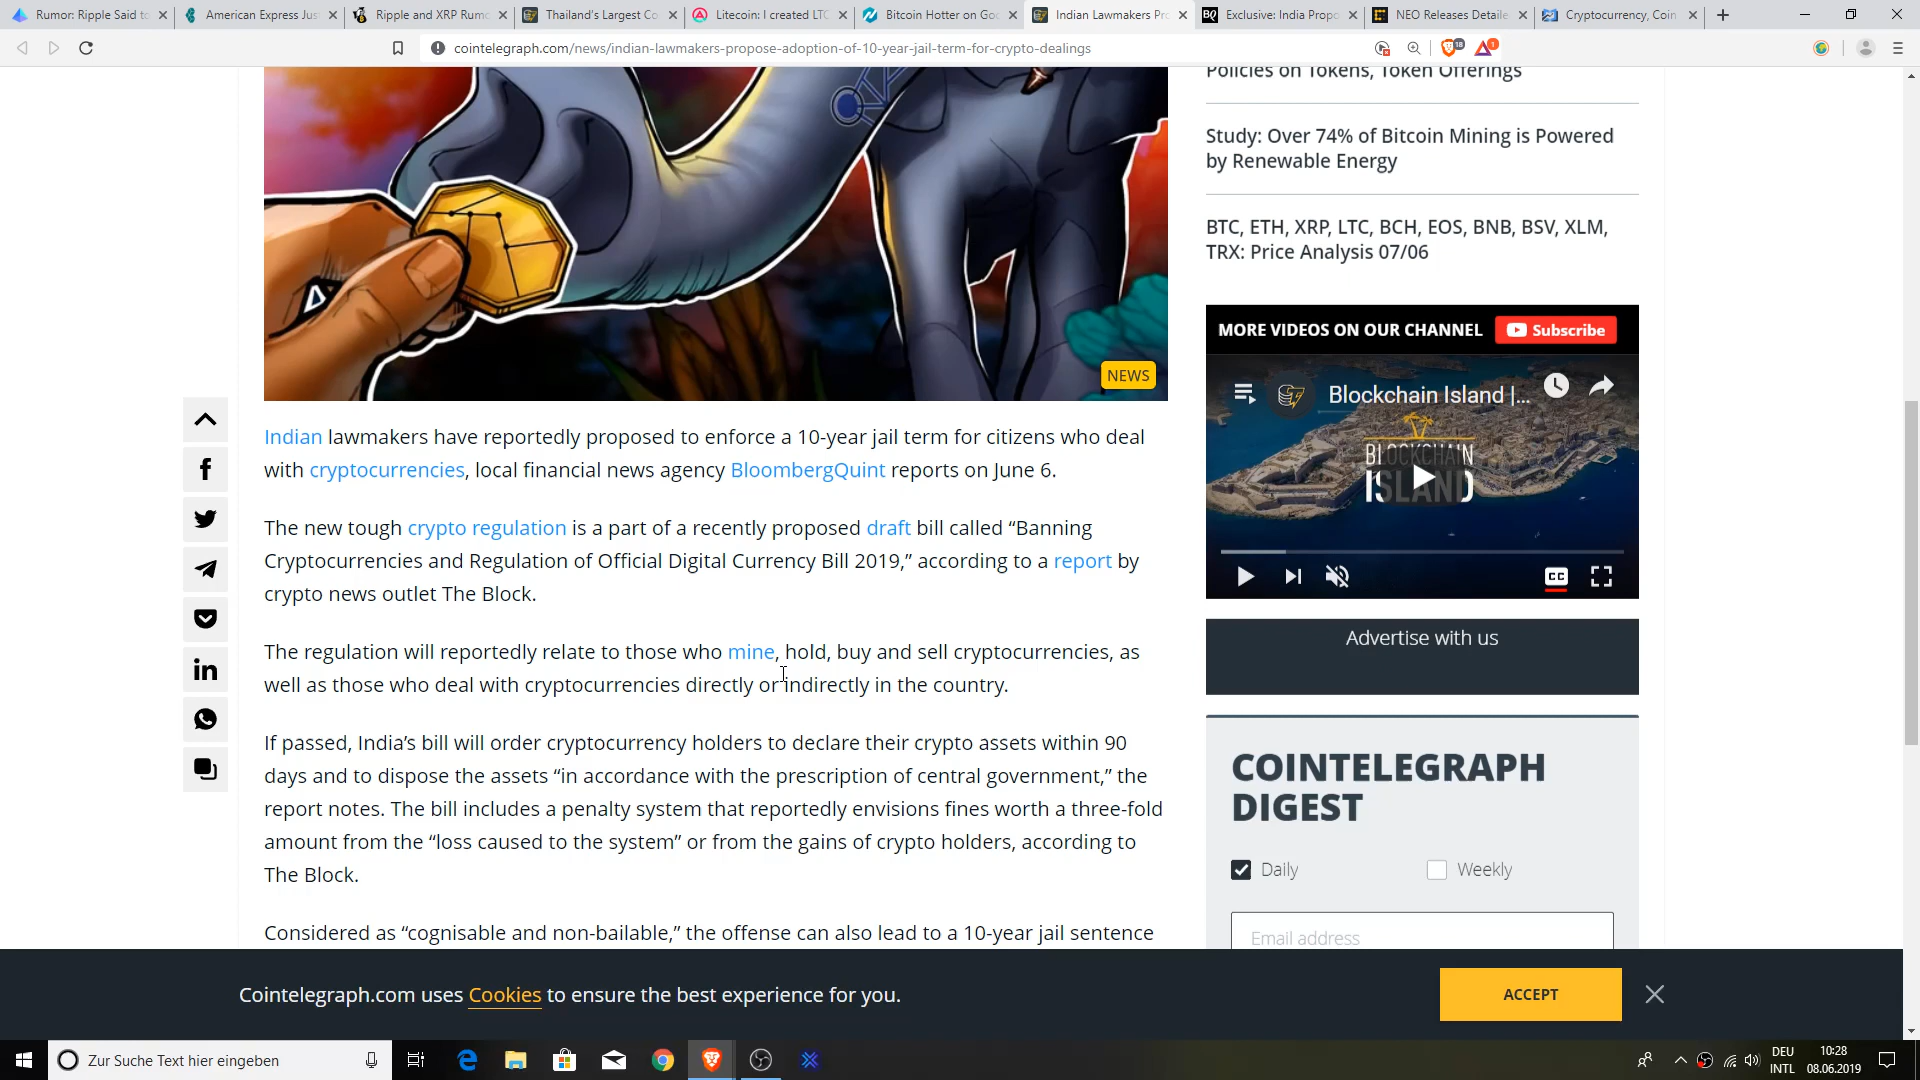 Rumor: Ripple Said to
American Express Jus
Ripple and XRP Rumo
Thailand's Largest Co
Litecoin: I created LTC
Bitcoin Hotter on Goo
Indian Lawmakers Pro
Exclusive: India Propo
NEO Releases Detaile
Cryptocurrency, Coin
cointelegraph.com/news/indian-lawmakers-propose-adoption-of-10-year-jail-term-for-crypto-dealings
18
1
Policies on Tokens, Token Offerings
Study: Over 74% of Bitcoin Mining is Powered
by Renewable Energy
BTC, ETH, XRP, LTC, BCH, EOS, BNB, BSV, XLM,
TRX: Price Analysis 07/06
MORE VIDEOS ON OUR CHANNEL
Subscribe
Blockchain Island |...
BLOCKCHAIN
ISLAND
CC
Advertise with us
COINTELEGRAPH
DIGEST
Daily
Weekly
Email address
NEWS
Indian lawmakers have reportedly proposed to enforce a 10-year jail term for citizens who deal
with cryptocurrencies, local financial news agency BloombergQuint reports on June 6.
The new tough crypto regulation is a part of a recently proposed draft bill called “Banning
Cryptocurrencies and Regulation of Official Digital Currency Bill 2019,” according to a report by
crypto news outlet The Block.
The regulation will reportedly relate to those who mine, hold, buy and sell cryptocurrencies, as
well as those who deal with cryptocurrencies directly or indirectly in the country.
If passed, India’s bill will order cryptocurrency holders to declare their crypto assets within 90
days and to dispose the assets “in accordance with the prescription of central government,” the
report notes. The bill includes a penalty system that reportedly envisions fines worth a three-fold
amount from the “loss caused to the system” or from the gains of crypto holders, according to
The Block.
Considered as “cognisable and non-bailable,” the offense can also lead to a 10-year jail sentence
Cointelegraph.com uses Cookies to ensure the best experience for you.
ACCEPT
Zur Suche Text hier eingeben
DEU
INTL
10:28
08.06.2019